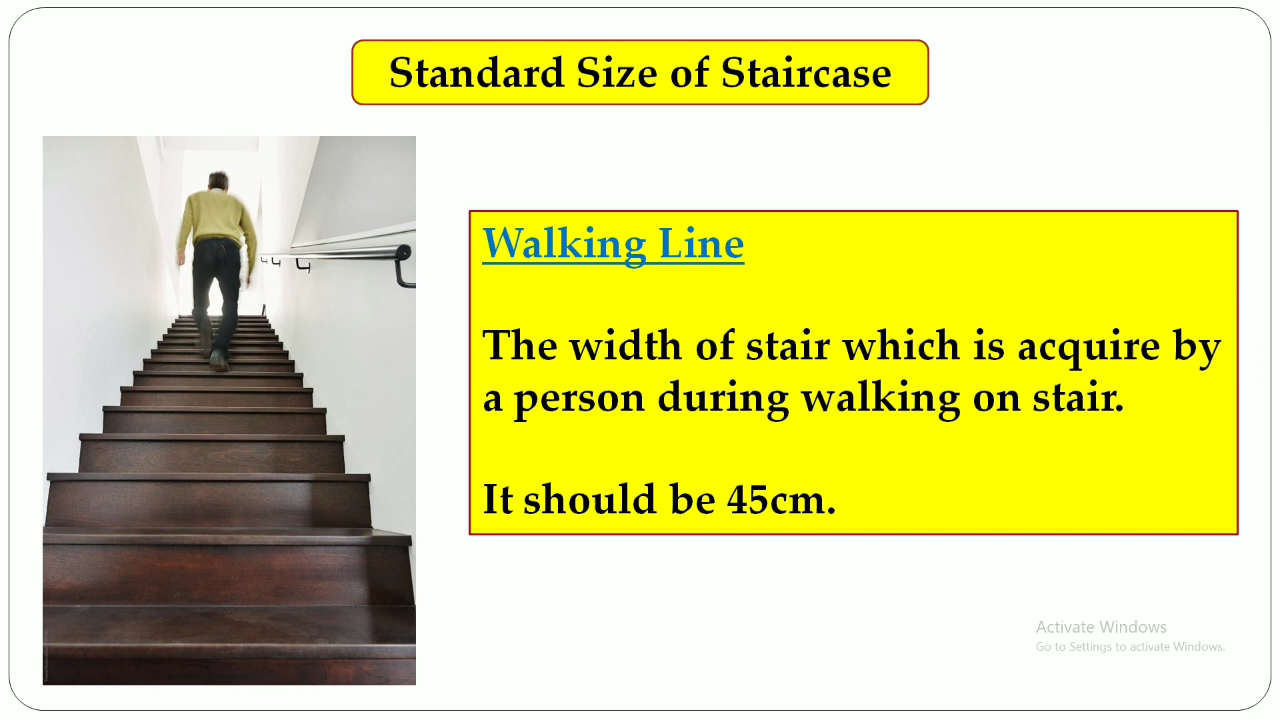 Standard Size of Staircase
Walking Line
The width of stair which is acquire by
a person during walking on stair.
It should be 45cm.
Activate Windows
Go to Settings to activate Windows.